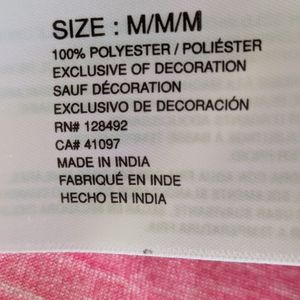 SIZE : M/M/M
100% POLYESTER / POLIÉSTER
EXCLUSIVE OF DECORATION
SAUF DÉCORATION
EXCLUSIVO DE DECORACIÓN
RN# 128492
CA# 41097
MADE IN INDIA
FABRIQUÉ EN INDE
HECHO EN INDIA